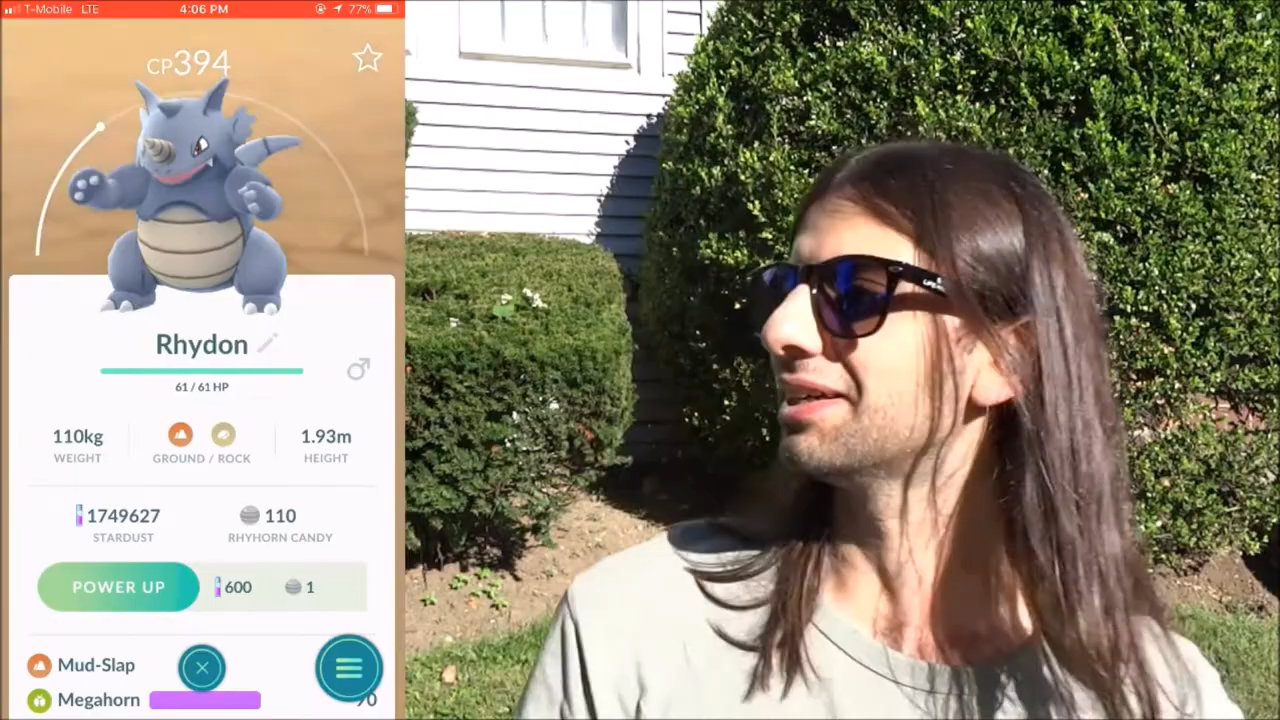 T-Mobile LTE 4:06 PM 77%
CP394
Rhydon
61 / 61 HP
110kg
WEIGHT
GROUND / ROCK
1.93m
HEIGHT
1749627
STARDUST
110
RHYHORN CANDY
POWER UP 600 1
Mud-Slap
Megahorn 90